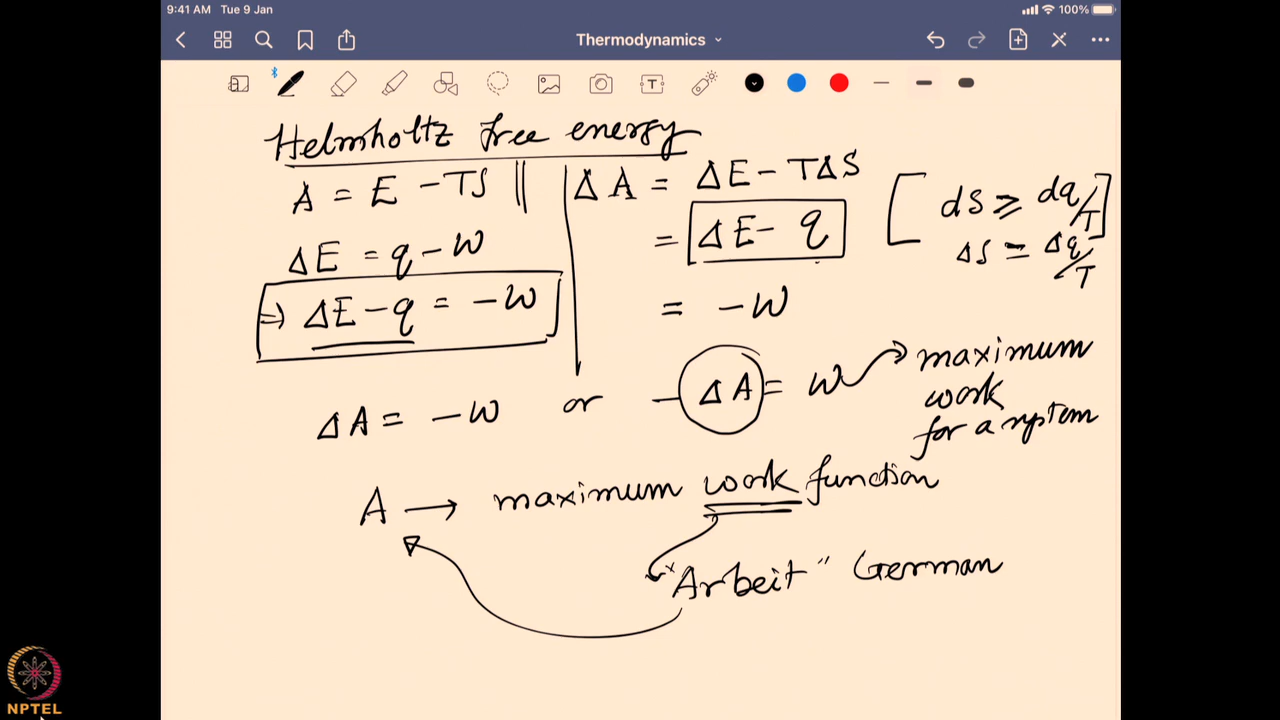 9:41 AM Tue 9 Jan
100%
Thermodynamics
T
Helmholtz free energy
A = E - TS ||
ΔE = q - w
⇒ ΔE - q = - w
ΔA = ΔE - TΔS
= ΔE - q
= - w
[ dS ⩾ dq/T ]
ΔS = Δq/T
ΔA = - w or - ΔA = w → maximum
work
for a system
A → maximum work function
"Arbeit" German
NPTEL